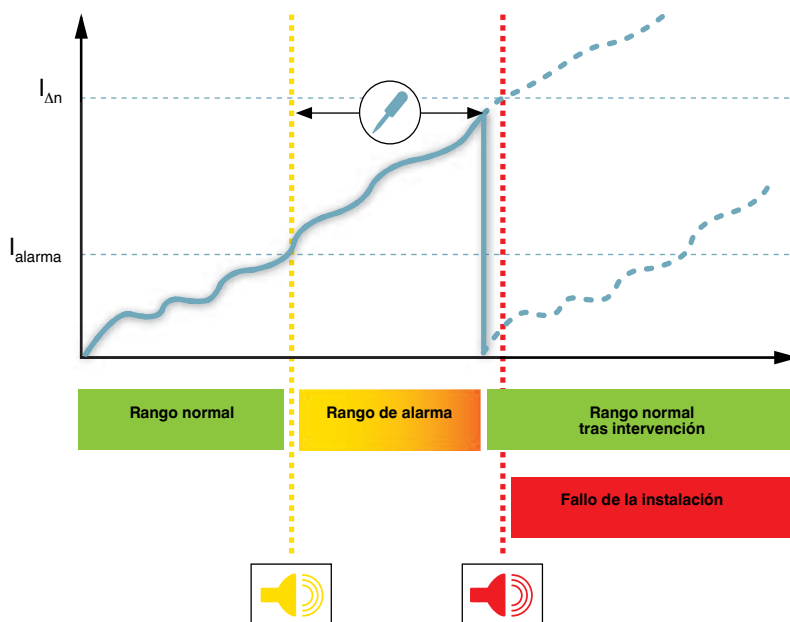 IΔn
Ialarma
Rango normal
Rango de alarma
Rango normal
tras intervención
Fallo de la instalación